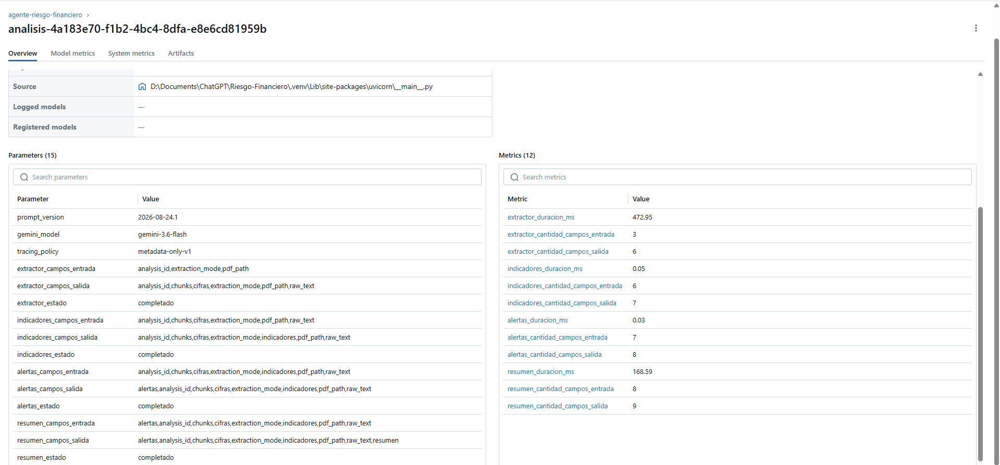 agente-riesgo-financiero ›
analisis-4a183e70-f1b2-4bc4-8dfa-e8e6cd81959b
Overview Model metrics System metrics Artifacts
Source D:\Documents\ChatGPT\Riesgo-Financiero\.venv\Lib\site-packages\uvicorn\__main__.py
Logged models —
Registered models —
Parameters (15)
Search parameters
Parameter Value
prompt_version 2026-08-24.1
gemini_model gemini-3.6-flash
tracing_policy metadata-only-v1
extractor_campos_entrada analysis_id,extraction_mode,pdf_path
extractor_campos_salida analysis_id,chunks,cifras,extraction_mode,pdf_path,raw_text
extractor_estado completado
indicadores_campos_entrada analysis_id,chunks,cifras,extraction_mode,pdf_path,raw_text
indicadores_campos_salida analysis_id,chunks,cifras,extraction_mode,indicadores,pdf_path,raw_text
indicadores_estado completado
alertas_campos_entrada analysis_id,chunks,cifras,extraction_mode,indicadores,pdf_path,raw_text
alertas_campos_salida alertas,analysis_id,chunks,cifras,extraction_mode,indicadores,pdf_path,raw_text
alertas_estado completado
resumen_campos_entrada alertas,analysis_id,chunks,cifras,extraction_mode,indicadores,pdf_path,raw_text
resumen_campos_salida alertas,analysis_id,chunks,cifras,extraction_mode,indicadores,pdf_path,raw_text,resumen
resumen_estado completado
Metrics (12)
Search metrics
Metric Value
extractor_duracion_ms 472.95
extractor_cantidad_campos_entrada 3
extractor_cantidad_campos_salida 6
indicadores_duracion_ms 0.05
indicadores_cantidad_campos_entrada 6
indicadores_cantidad_campos_salida 7
alertas_duracion_ms 0.03
alertas_cantidad_campos_entrada 7
alertas_cantidad_campos_salida 8
resumen_duracion_ms 168.59
resumen_cantidad_campos_entrada 8
resumen_cantidad_campos_salida 9